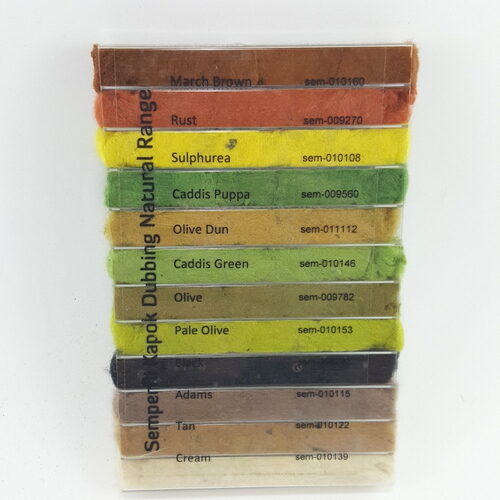 Semperfli Kapok Dubbing Natural Range
March Brown sem-010160
Rust sem-009270
Sulphurea sem-010108
Caddis Puppa sem-009560
Olive Dun sem-011112
Caddis Green sem-010146
Olive sem-009782
Pale Olive sem-010153
Black
Adams sem-010115
Tan sem-010122
Cream sem-010139